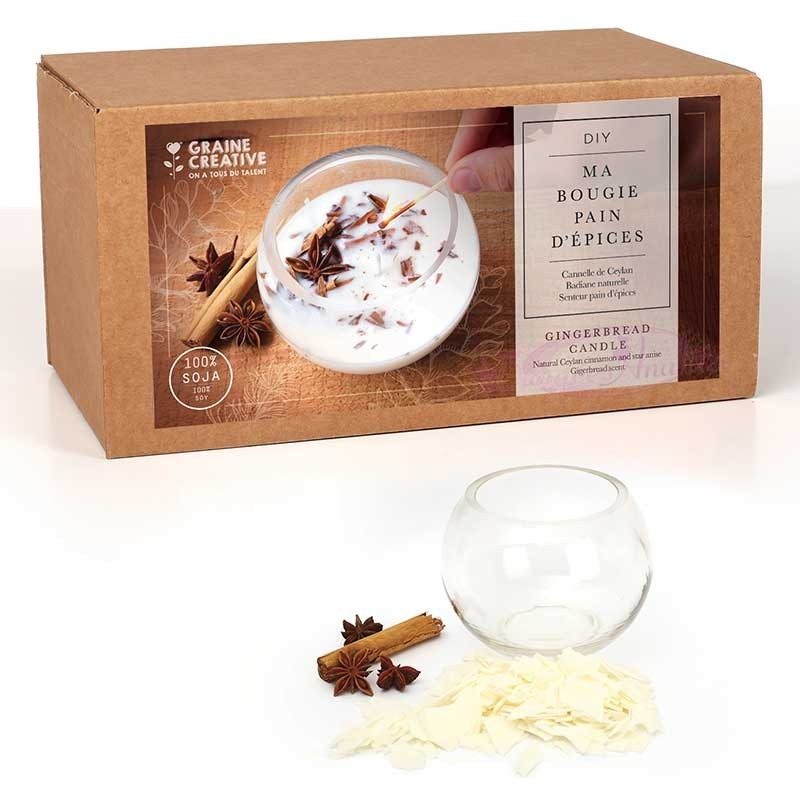 GRAINE
CREATIVE
ON A TOUS DU TALENT
DIY
MA
BOUGIE
PAIN
D'ÉPICES
Cannelle de Ceylan
Badiane naturelle
Senteur pain d'épices
GINGERBREAD
CANDLE
Natural Ceylan cinnamon and star anise
Gingerbread scent
100%
SOJA
100%
SOY